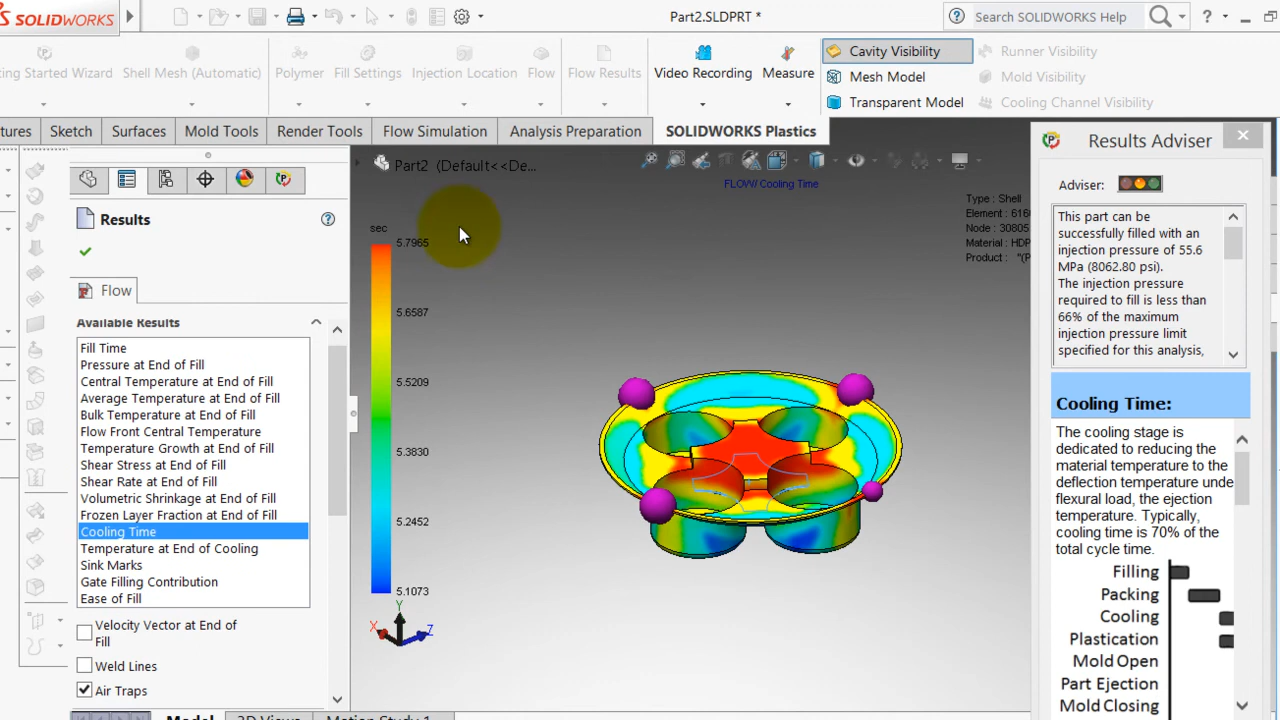 SOLIDWORKS
Part2.SLDPRT *
Search SOLIDWORKS Help
?
ing Started Wizard
Shell Mesh (Automatic)
Polymer
Fill Settings
Injection Location
Flow
Flow Results
Video Recording
Measure
Cavity Visibility
Mesh Model
Transparent Model
Runner Visibility
Mold Visibility
Cooling Channel Visibility
tures
Sketch
Surfaces
Mold Tools
Render Tools
Flow Simulation
Analysis Preparation
SOLIDWORKS Plastics
Results
Flow
Available Results
Fill Time
Pressure at End of Fill
Central Temperature at End of Fill
Average Temperature at End of Fill
Bulk Temperature at End of Fill
Flow Front Central Temperature
Temperature Growth at End of Fill
Shear Stress at End of Fill
Shear Rate at End of Fill
Volumetric Shrinkage at End of Fill
Frozen Layer Fraction at End of Fill
Cooling Time
Temperature at End of Cooling
Sink Marks
Gate Filling Contribution
Ease of Fill
Velocity Vector at End of
Fill
Weld Lines
Air Traps
Part2 (Default<<De...
FLOW/ Cooling Time
sec
5.7965
5.6587
5.5209
5.3830
5.2452
5.1073
Y
X
Z
Type : Shell
Element : 6160
Node : 30805
Material : HDP
Product : "(P
Results Adviser
Adviser:
This part can be
successfully filled with an
injection pressure of 55.6
MPa (8062.80 psi).
The injection pressure
required to fill is less than
66% of the maximum
injection pressure limit
specified for this analysis,
Cooling Time:
The cooling stage is
dedicated to reducing the
material temperature to the
deflection temperature unde
flexural load, the ejection
temperature. Typically,
cooling time is 70% of the
total cycle time.
Filling
Packing
Cooling
Plastication
Mold Open
Part Ejection
Mold Closing
Model
3D Views
Motion Study 1